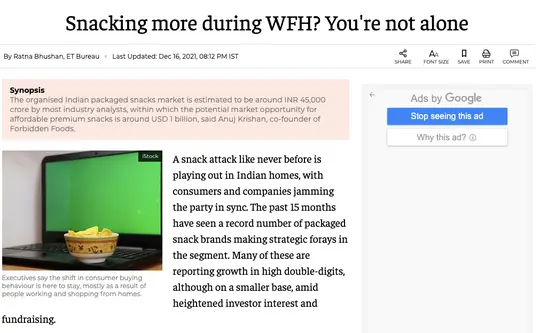 Snacking more during WFH? You're not alone
By Ratna Bhushan, ET Bureau • Last Updated: Dec 16, 2021, 08:12 PM IST
SHARE FONT SIZE SAVE PRINT COMMENT
Synopsis
The organised Indian packaged snacks market is estimated to be around INR 45,000
crore by most industry analysts, within which the potential market opportunity for
affordable premium snacks is around USD 1 billion, said Anuj Krishan, co-founder of
Forbidden Foods.
Ads by Google
Stop seeing this ad
Why this ad?
iStock
Executives say the shift in consumer buying
behaviour is here to stay, mostly as a result of
people working and shopping from homes.
A snack attack like never before is
playing out in Indian homes, with
consumers and companies jamming
the party in sync. The past 15 months
have seen a record number of packaged
snack brands making strategic forays in
the segment. Many of these are
reporting growth in high double-digits,
although on a smaller base, amid
heightened investor interest and
fundraising.